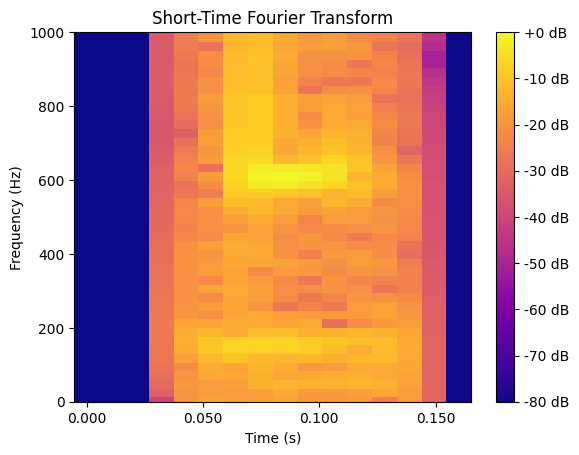 Short-Time Fourier Transform
Frequency (Hz)
1000
800
600
400
200
0
0.000
0.050
0.100
0.150
Time (s)
+0 dB
-10 dB
-20 dB
-30 dB
-40 dB
-50 dB
-60 dB
-70 dB
-80 dB